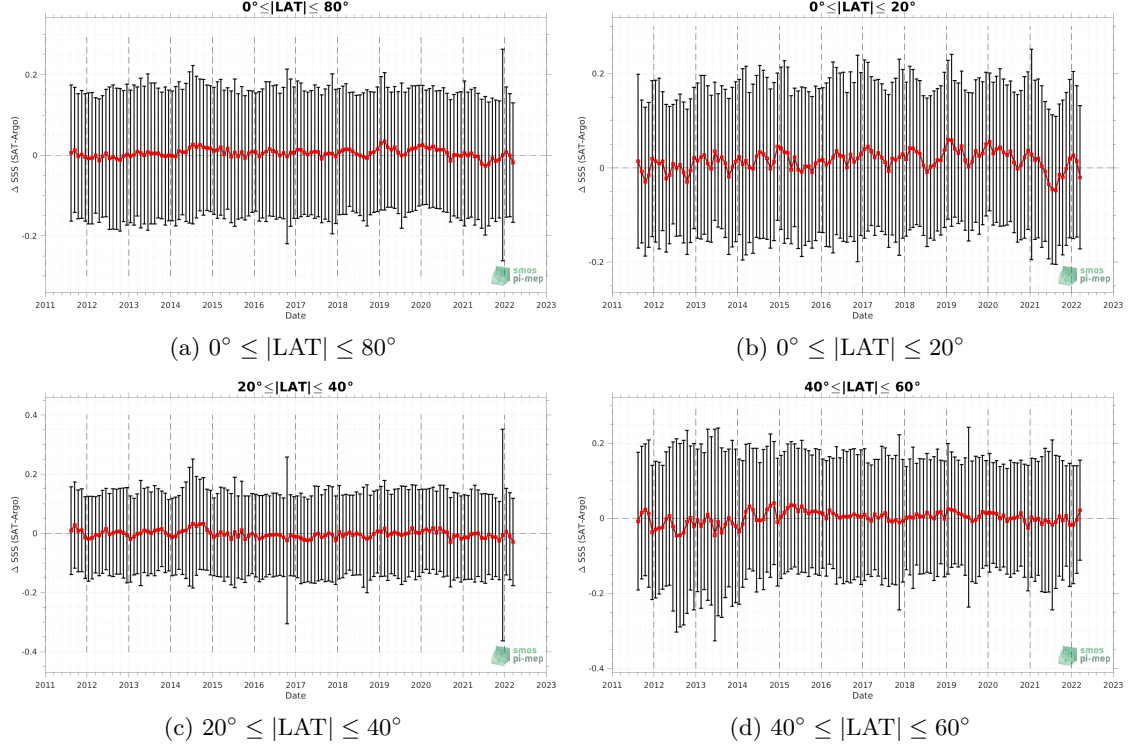 0°≤|LAT|≤ 80°
Δ SSS (SAT-Argo)
0.2
0
-0.2
2011 2012 2013 2014 2015 2016 2017 2018 2019 2020 2021 2022 2023
Date
smos
pi-mep
(a) 0° ≤ |LAT| ≤ 80°
0°≤|LAT|≤ 20°
Δ SSS (SAT-Argo)
0.2
0
-0.2
2011 2012 2013 2014 2015 2016 2017 2018 2019 2020 2021 2022 2023
Date
smos
pi-mep
(b) 0° ≤ |LAT| ≤ 20°
20°≤|LAT|≤ 40°
Δ SSS (SAT-Argo)
0.4
0.2
0
-0.2
-0.4
2011 2012 2013 2014 2015 2016 2017 2018 2019 2020 2021 2022 2023
Date
smos
pi-mep
(c) 20° ≤ |LAT| ≤ 40°
40°≤|LAT|≤ 60°
Δ SSS (SAT-Argo)
0.2
0
-0.2
-0.4
2011 2012 2013 2014 2015 2016 2017 2018 2019 2020 2021 2022 2023
Date
smos
pi-mep
(d) 40° ≤ |LAT| ≤ 60°